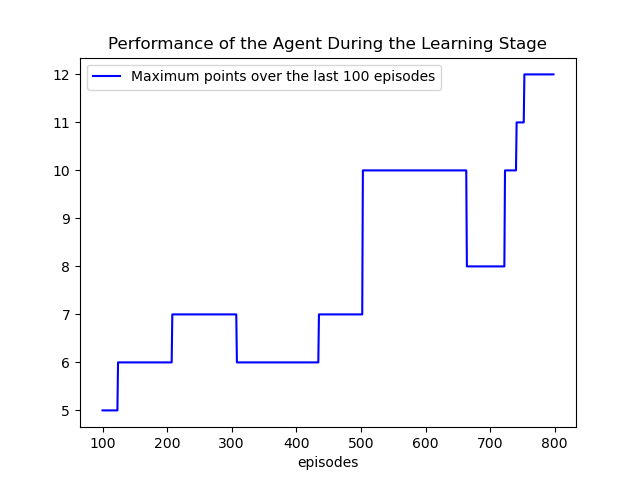 Performance of the Agent During the Learning Stage
Maximum points over the last 100 episodes
12
11
10
9
8
7
6
5
100 200 300 400 500 600 700 800
episodes